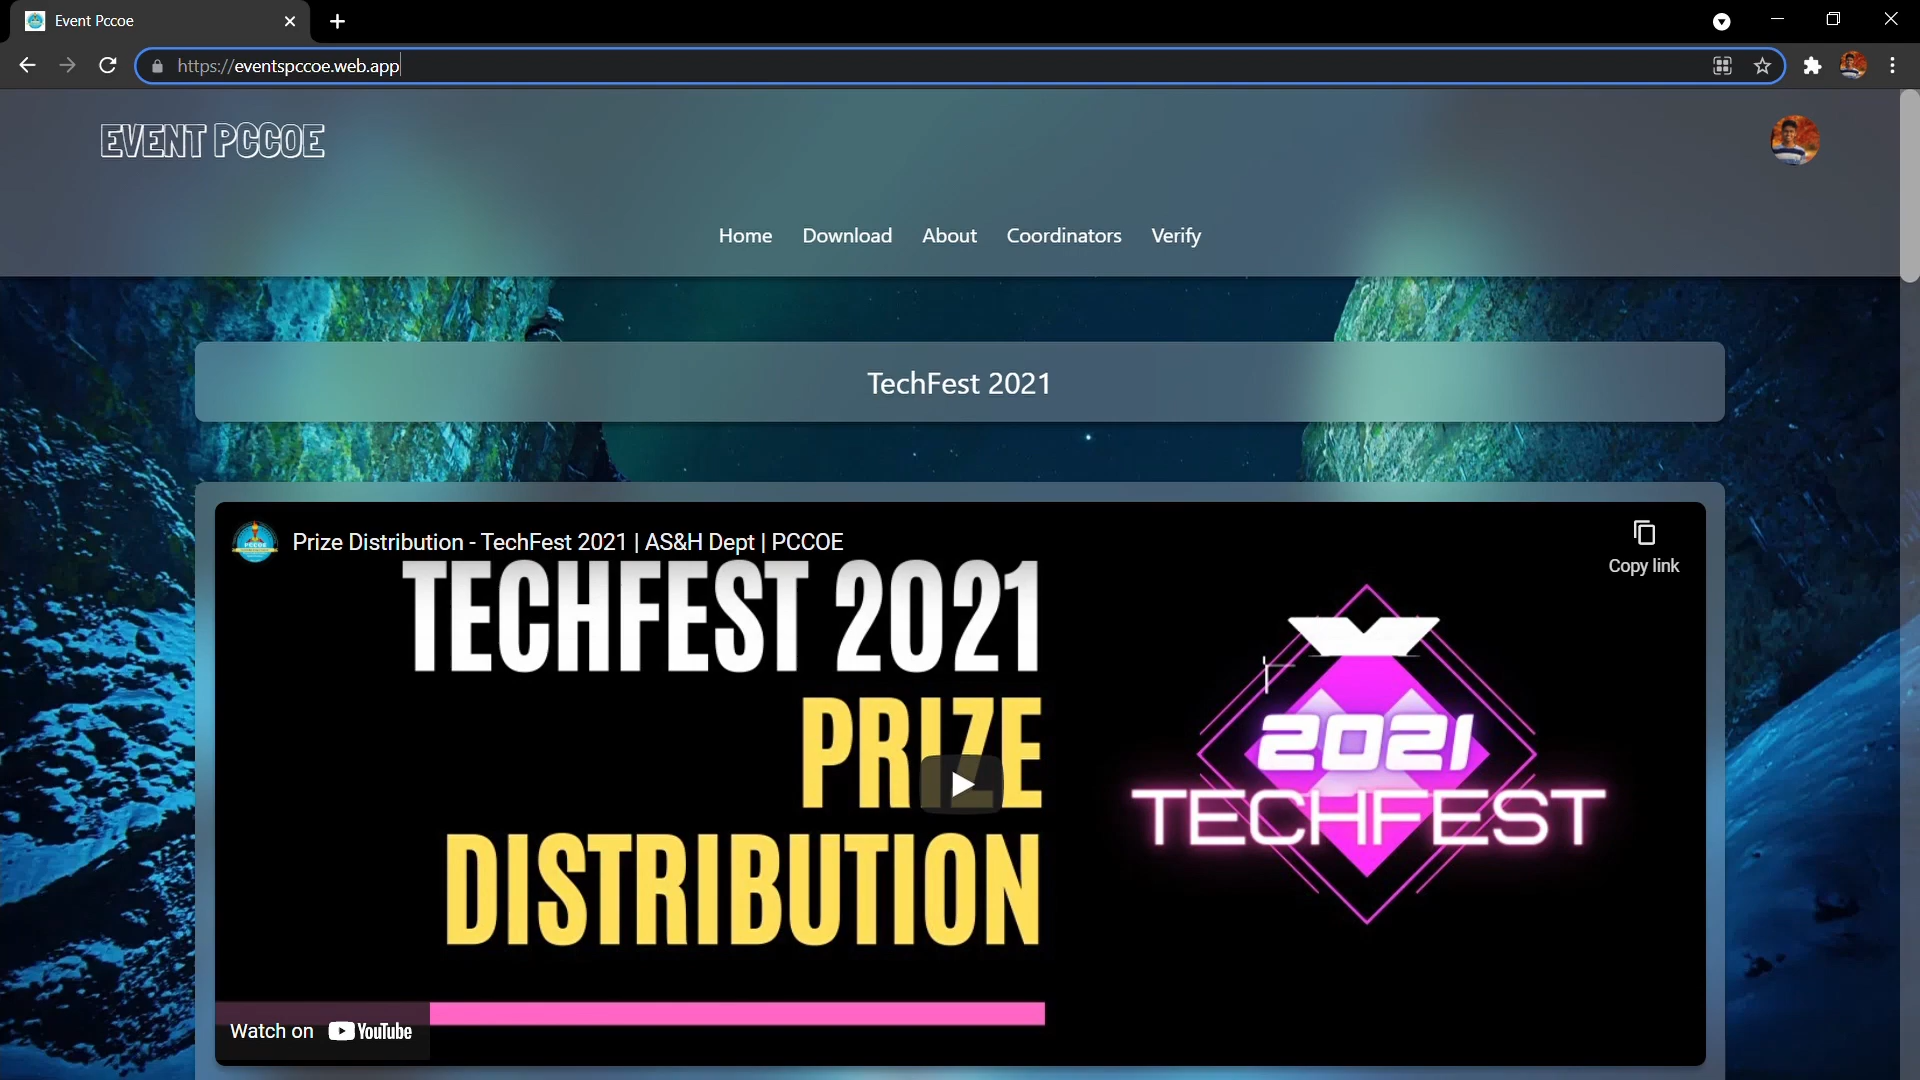 Event Pccoe
https://eventspccoe.web.app
EVENT PCCOE
Home Download About Coordinators Verify
TechFest 2021
Prize Distribution - TechFest 2021 | AS&H Dept | PCCOE
Copy link
TECHFEST 2021
PRIZE
DISTRIBUTION
2021
TECHFEST
Watch on YouTube